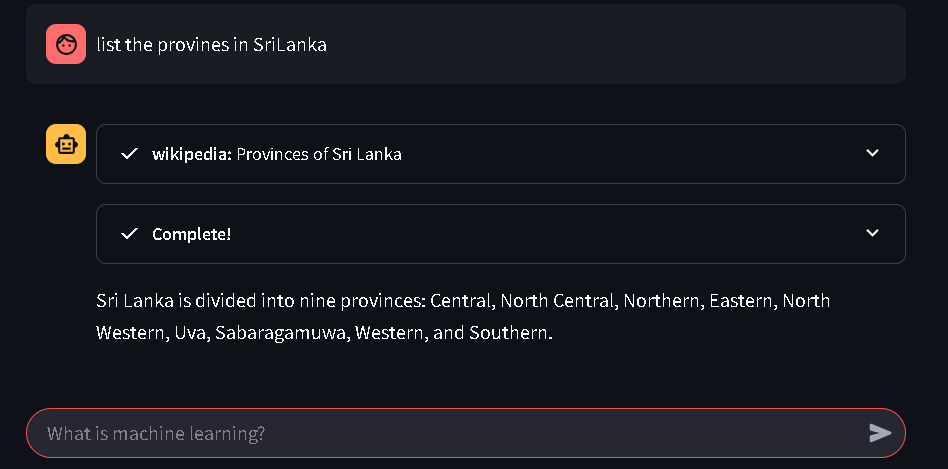 list the provines in SriLanka
wikipedia: Provinces of Sri Lanka
Complete!
Sri Lanka is divided into nine provinces: Central, North Central, Northern, Eastern, North
Western, Uva, Sabaragamuwa, Western, and Southern.
What is machine learning?